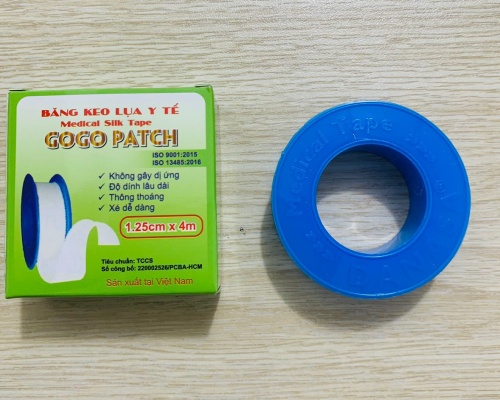 BĂNG KEO LỤA Y TẾ
Medical Silk Tape
GOGO PATCH
ISO 9001:2015
ISO 13485:2016
Không gây dị ứng
Độ dính lâu dài
Thông thoáng
Xé dễ dàng
1.25cm x 4m
Tiêu chuẩn: TCCS
Số công bố: 220002526/PCBA-HCM
Sản xuất tại Việt Nam
Medical Tape